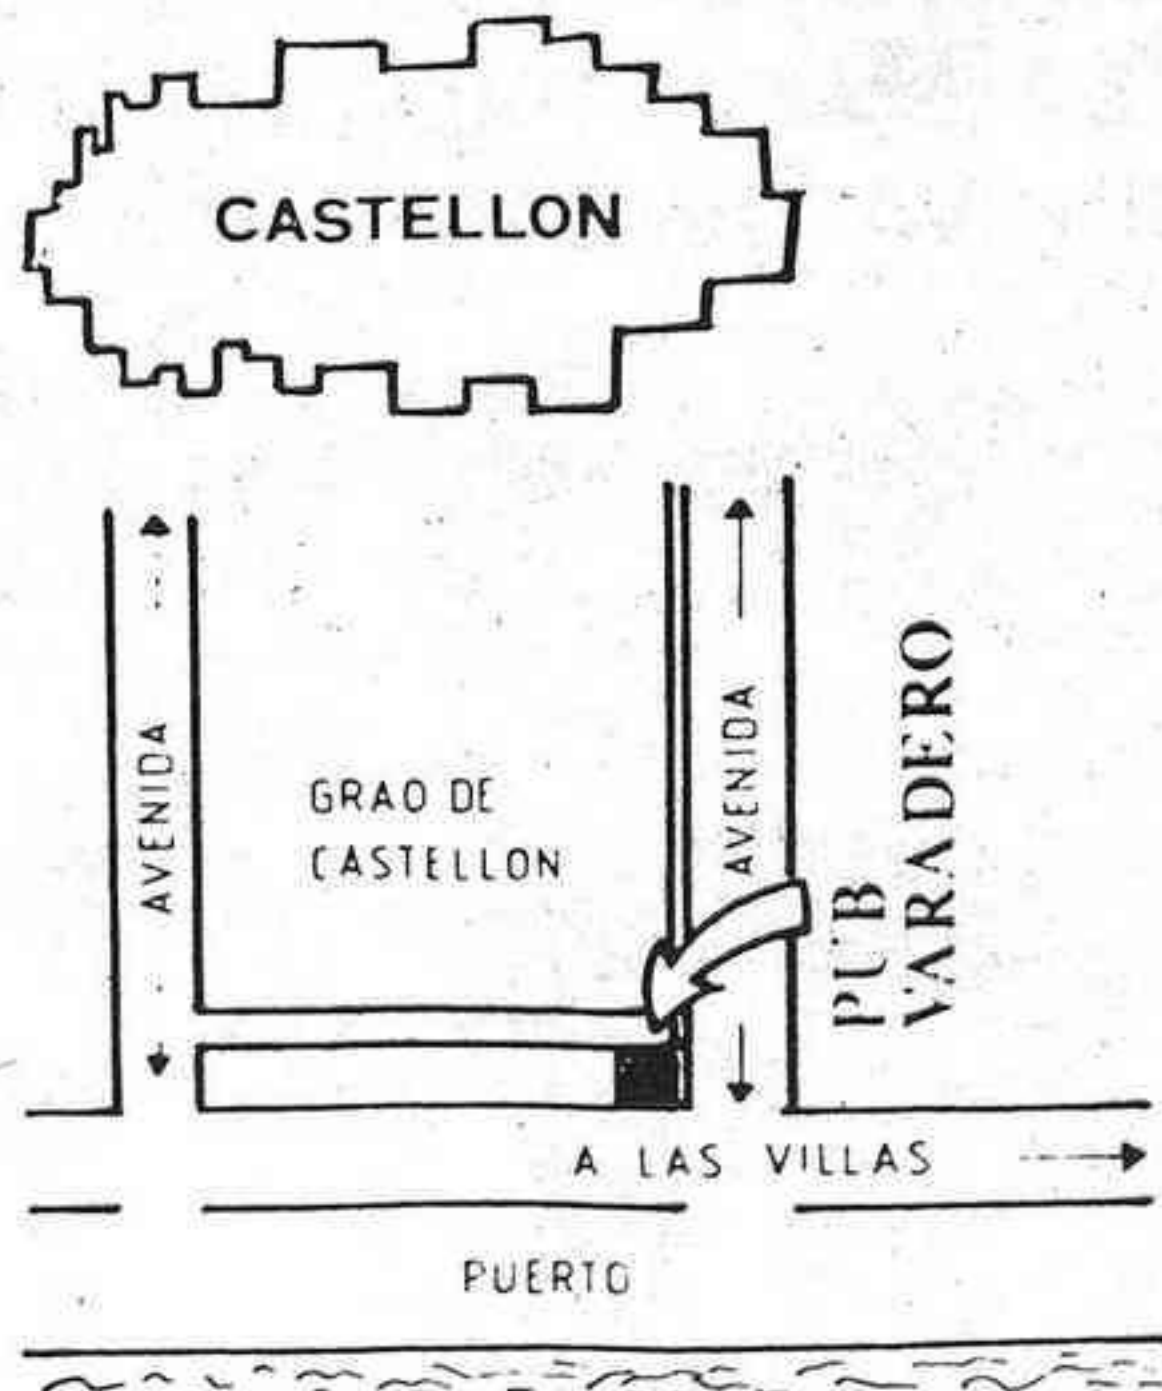 CASTELLON
AVENIDA
GRAO DE
CASTELLON
AVENIDA
PUB
VARADERO
A LAS VILLAS
PUERTO